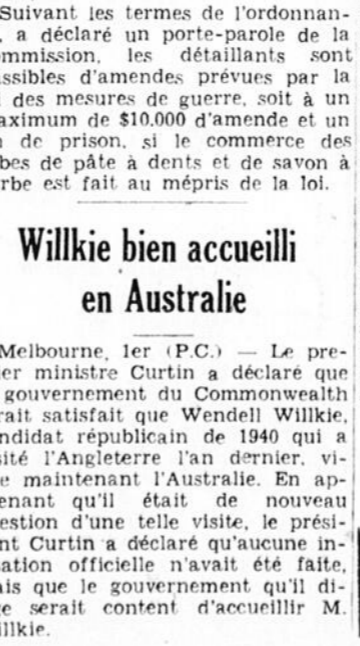 Suivant les termes de l'ordonnan-
, a déclaré un porte-parole de la
mmission, les détaillants sont
ssibles d'amendes prévues par la
des mesures de guerre, soit à un
aximum de $10.000 d'amende et un
de prison, si le commerce des
bes de pâte à dents et de savon à
rbe est fait au mépris de la loi.
Willkie bien accueilli
en Australie
Melbourne, 1er (P.C.) — Le pre-
er ministre Curtin a déclaré que
gouvernement du Commonwealth
rait satisfait que Wendell Willkie,
ndidat républicain de 1940 qui a
sité l'Angleterre l'an dernier, vi-
e maintenant l'Australie. En ap-
enant qu'il était de nouveau
estion d'une telle visite, le prési-
nt Curtin a déclaré qu'aucune in-
ation officielle n'avait été faite,
ais que le gouvernement qu'il di-
e serait content d'accueillir M.
illkie.